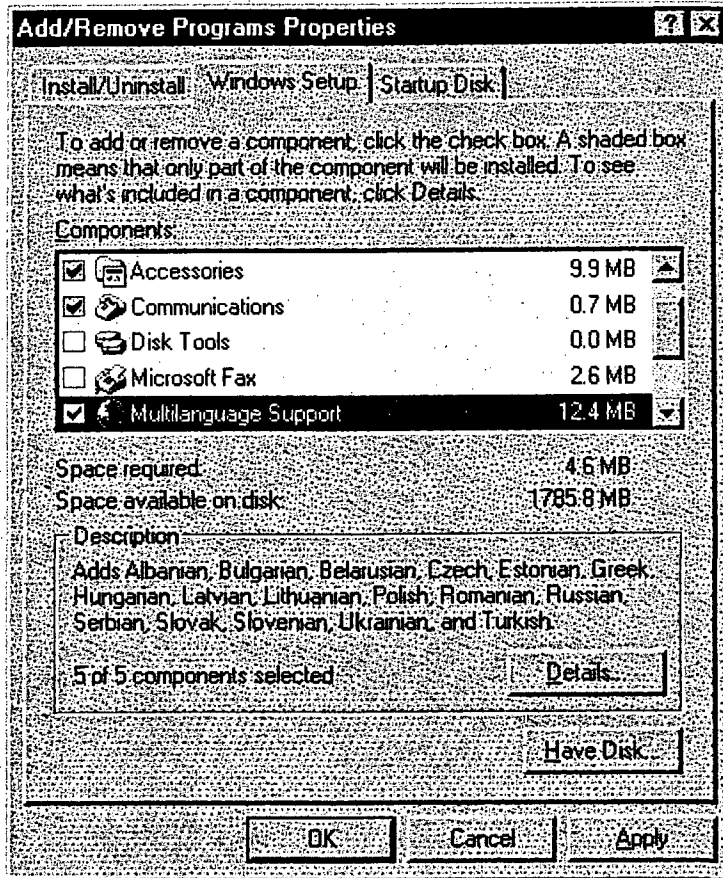 Add/Remove Programs Properties
Install/Uninstall Windows Setup Startup Disk
To add or remove a component, click the check box. A shaded box
means that only part of the component will be installed. To see
what's included in a component, click Details.
Components:
Accessories 9.9 MB
Communications 0.7 MB
Disk Tools 0.0 MB
Microsoft Fax 2.6 MB
Multilanguage Support 12.4 MB
Space required: 4.6 MB
Space available on disk: 1785.8 MB
Description
Adds Albanian, Bulgarian, Belarusian, Czech, Estonian, Greek,
Hungarian, Latvian, Lithuanian, Polish, Romanian, Russian,
Serbian, Slovak, Slovenian, Ukrainian, and Turkish.
5 of 5 components selected
Details...
Have Disk...
OK Cancel Apply